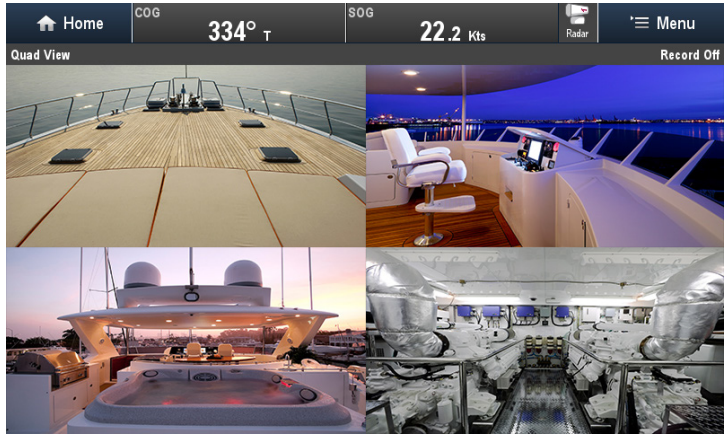 Home
COG
334° T
SOG
22.2 Kts
Radar
Menu
Quad View
Record Off